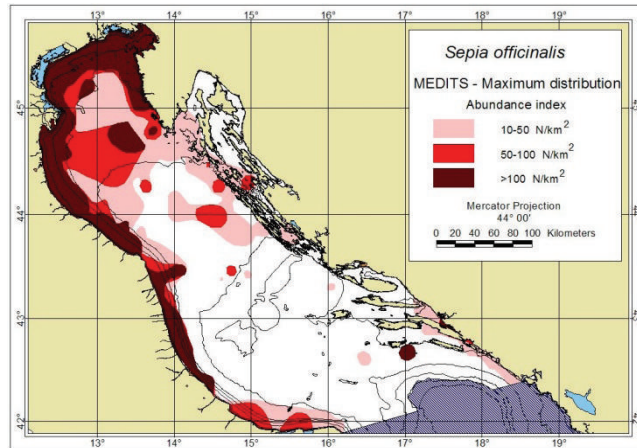 13° 14° 15° 16° 17° 18° 19°
Sepia officinalis
MEDITS - Maximum distribution
Abundance index
10-50 N/km²
50-100 N/km²
>100 N/km²
Mercator Projection
44° 00'
0 20 40 60 80 100 Kilometers
45°
44°
43°
42°
13° 14° 15° 16° 17° 18° 19°